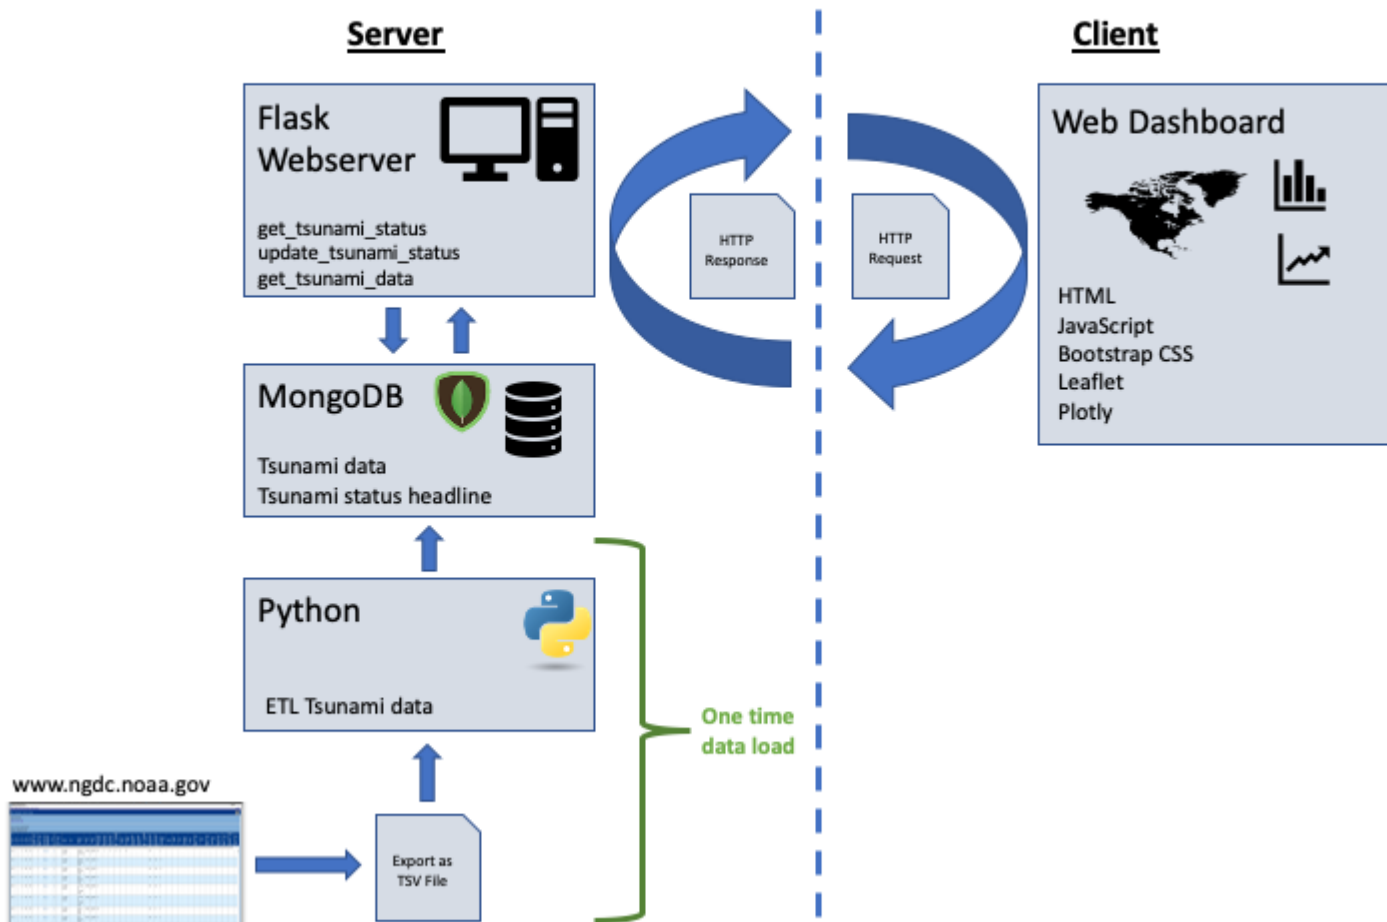 Server
Client
Flask
Webserver
get_tsunami_status
update_tsunami_status
get_tsunami_data
HTTP
Response
HTTP
Request
Web Dashboard
HTML
JavaScript
Bootstrap CSS
Leaflet
Plotly
MongoDB
Tsunami data
Tsunami status headline
Python
ETL Tsunami data
One time
data load
www.ngdc.noaa.gov
Export as
TSV File